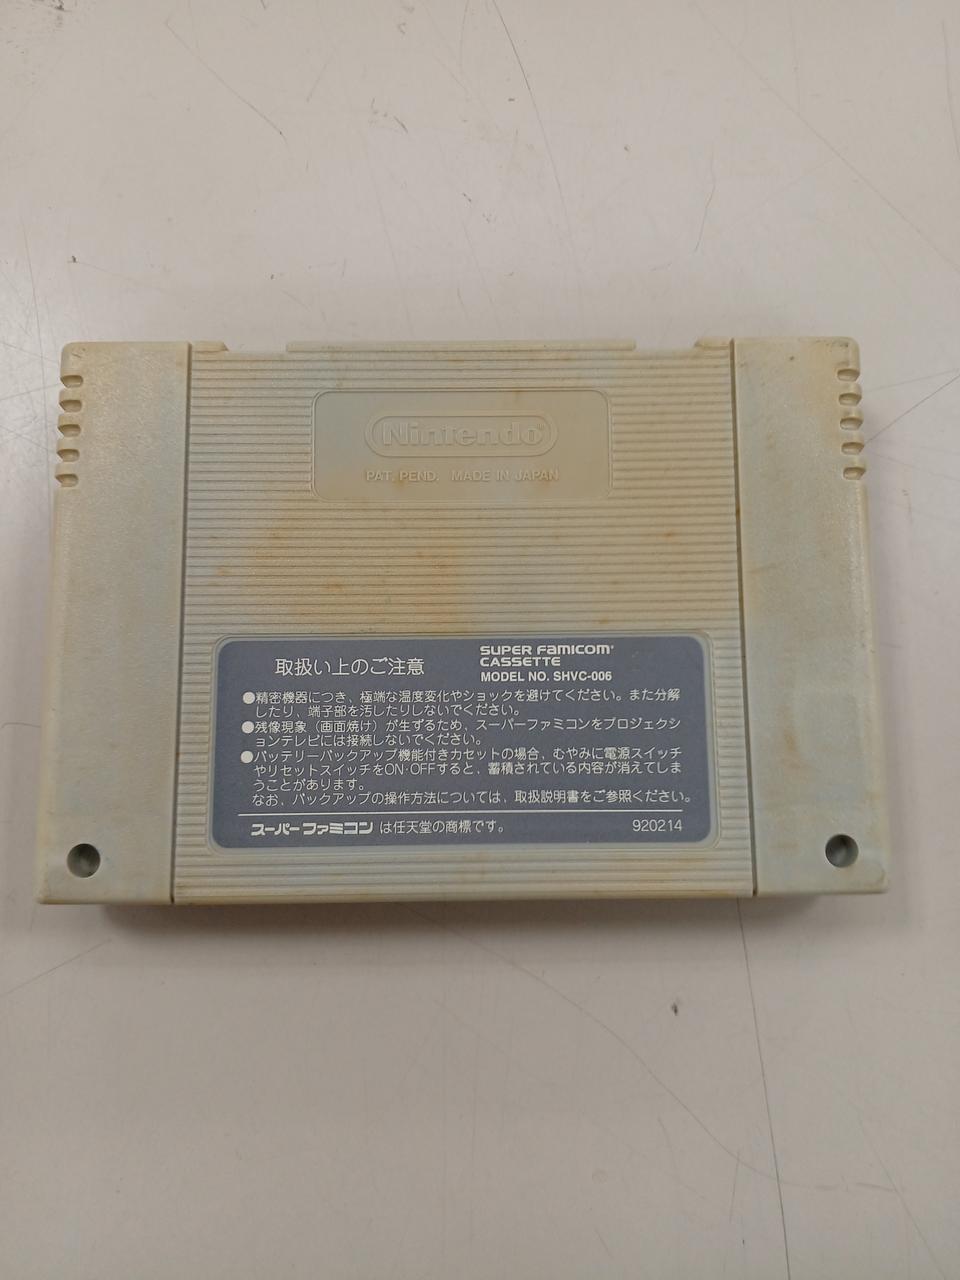 Nintendo
PAT. PEND. MADE IN JAPAN
取扱い上のご注意
SUPER FAMICOM
CASSETTE
MODEL NO. SHVC-006
●精密機器につき、極端な温度変化やショックを避けてください。また分解
したり、端子部を汚したりしないでください。
●残像現象（画面焼け）が生ずるため、スーパーファミコンをプロジェクシ
ョンテレビには接続しないでください。
●バッテリーバックアップ機能付きカセットの場合、むやみに電源スイッチ
やリセットスイッチをON・OFFすると、蓄積されている内容が消えてしま
うことがあります。
なお、バックアップの操作方法については、取扱説明書をご参照ください。
スーパーファミコン は任天堂の商標です。
920214